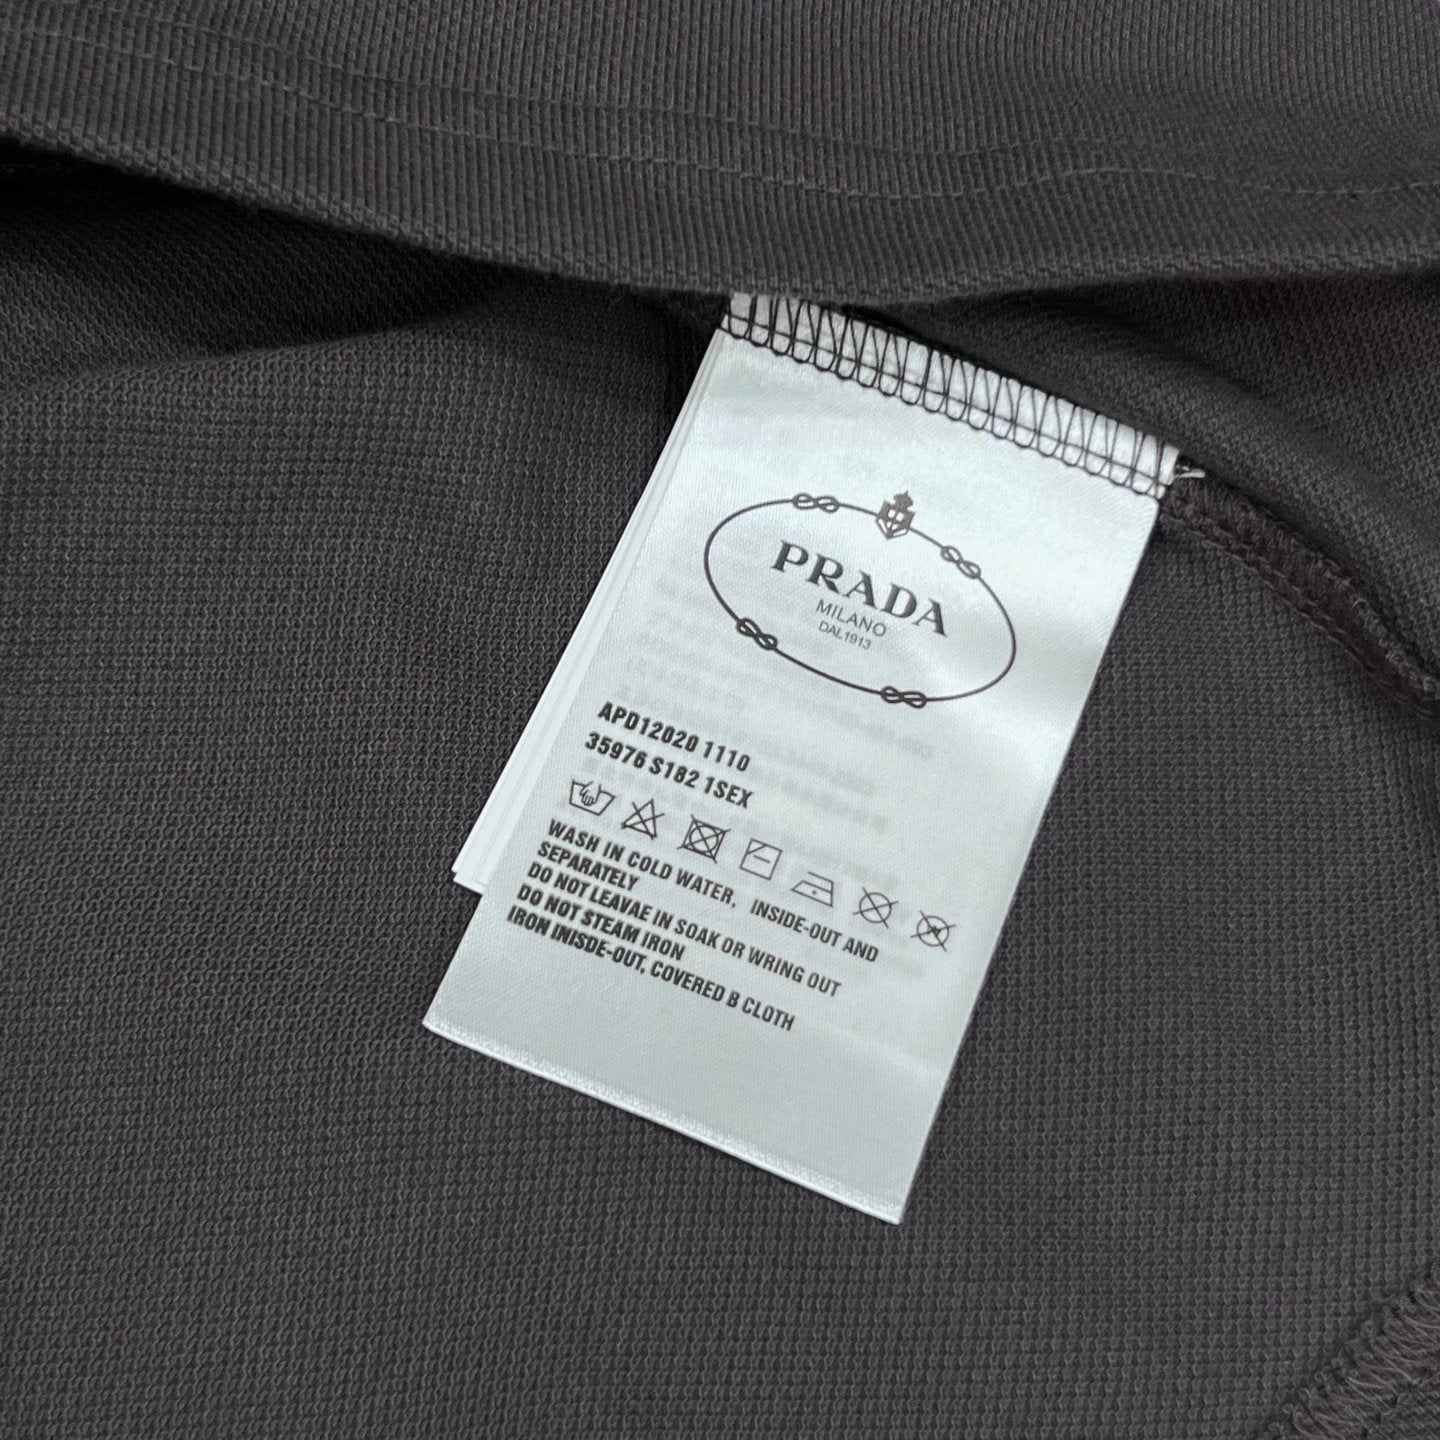 PRADA
MILANO
DAL1913
APD12020 1110
35976 S182 1SEX
WASH IN COLD WATER, INSIDE-OUT AND
SEPARATELY
DO NOT LEAVAE IN SOAK OR WRING OUT
DO NOT STEAM IRON
IRON INISDE-OUT, COVERED B CLOTH